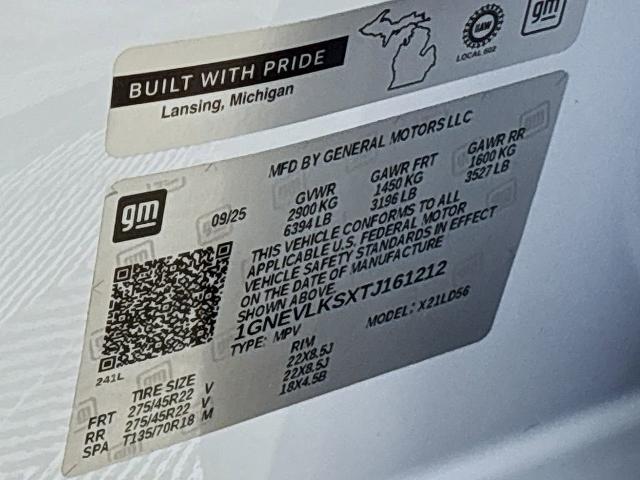 BUILT WITH PRIDE
Lansing, Michigan
UAW
LOCAL 602
gm
gm
09/25
MFD BY GENERAL MOTORS LLC
GVWR GAWR FRT GAWR RR
2900 KG 1450 KG 1600 KG
6394 LB 3196 LB 3527 LB
THIS VEHICLE CONFORMS TO ALL
APPLICABLE U.S. FEDERAL MOTOR
VEHICLE SAFETY STANDARDS IN EFFECT
ON THE DATE OF MANUFACTURE
SHOWN ABOVE.
1GNEVLKSXTJ161212
TYPE: MPV MODEL: X21LD56
241L
TIRE SIZE RIM
FRT 275/45R22 V 22X8.5J
RR 275/45R22 V 22X8.5J
SPA T135/70R18 M 18X4.5B